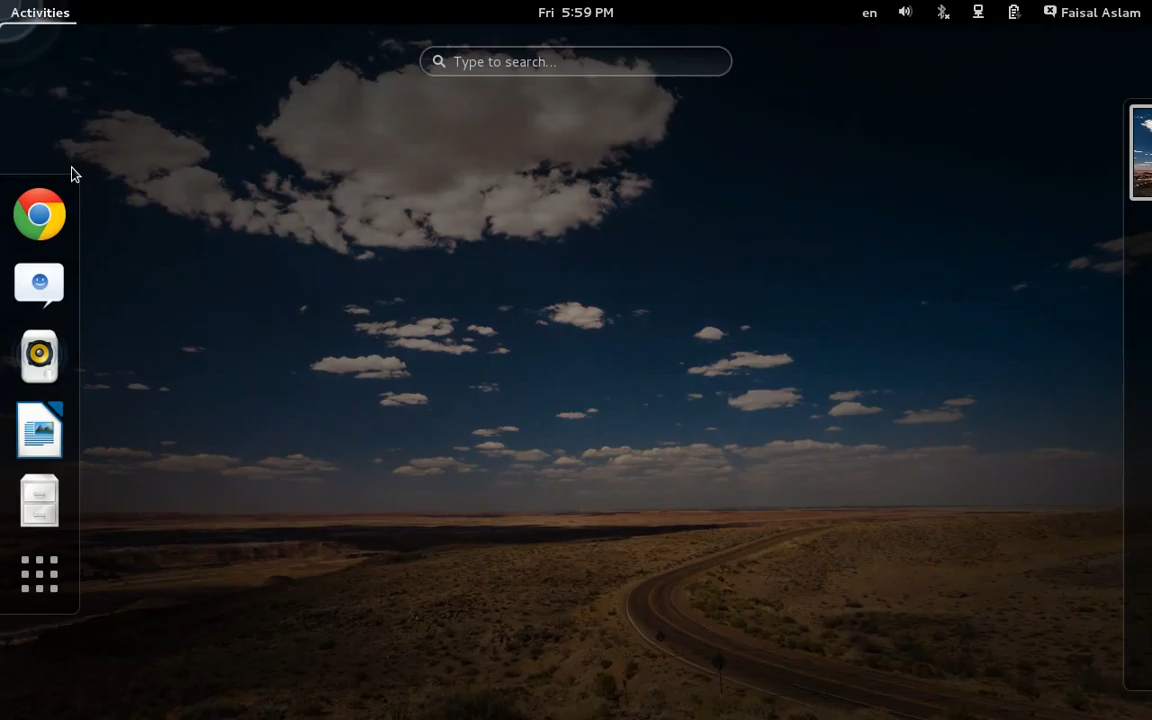 Activities
Fri 5:59 PM
en
Faisal Aslam
Type to search...